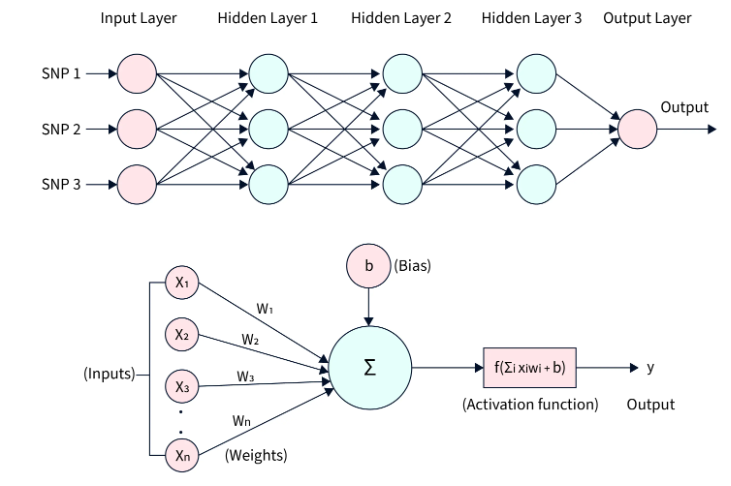 Input Layer Hidden Layer 1 Hidden Layer 2 Hidden Layer 3 Output Layer
SNP 1
Output
SNP 2
SNP 3
b (Bias)
X₁
W₁
X₂
W₂
Σ
f(Σi xiwi + b)
y
(Inputs)
W₃
X₃
(Activation function) Output
Wn
Xn
(Weights)